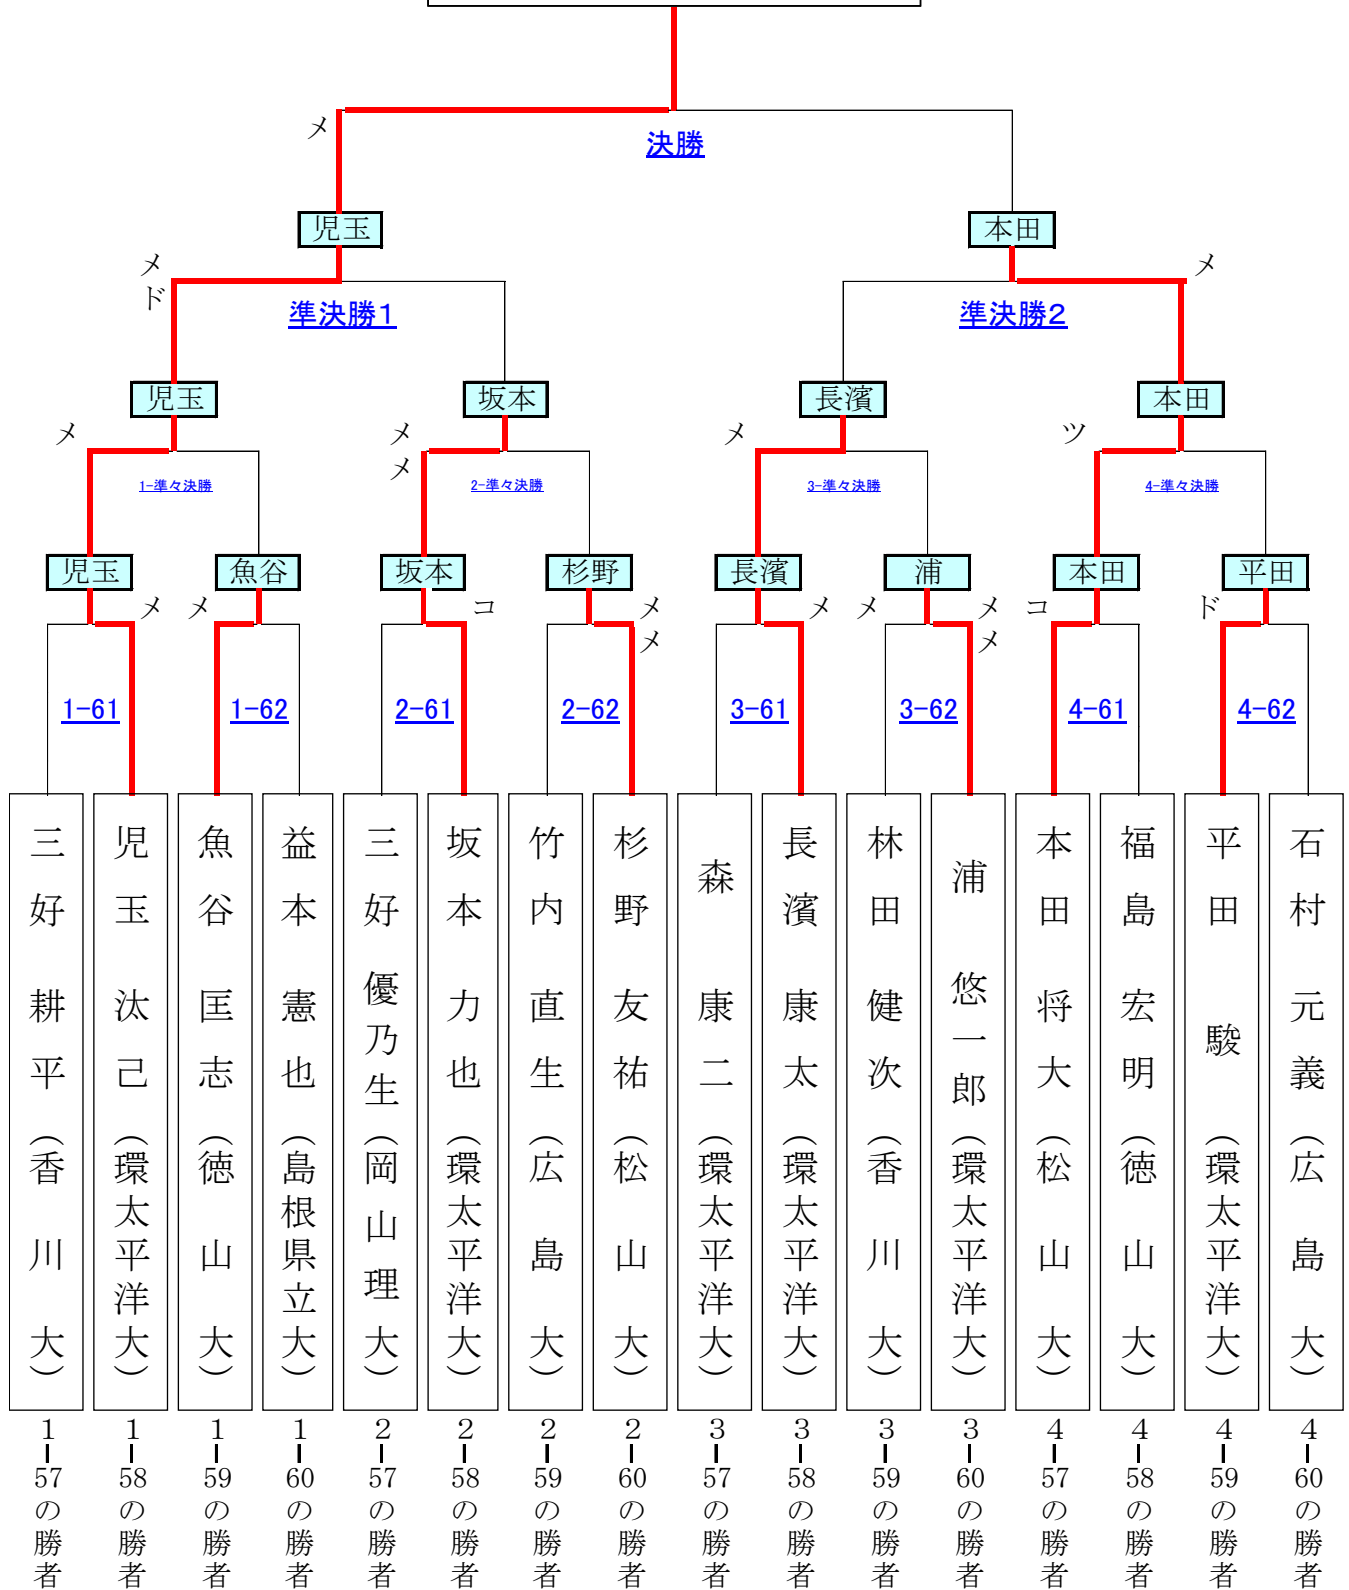 メ
決勝
児玉
本田
メ
ド
メ
準決勝1
準決勝2
児玉
坂本
長濱
本田
メ
メ
メ
メ
ツ
1-準々決勝
2-準々決勝
3-準々決勝
4-準々決勝
児玉
魚谷
坂本
杉野
長濱
浦
本田
平田
メ
メ
コ
メ
メ
メ
メ
メ
メ
コ
ド
1-61
1-62
2-61
2-62
3-61
3-62
4-61
4-62
三好 耕平(香川大)
児玉 汰己(環太平洋大)
魚谷 匡志(徳山大)
益本 憲也(島根県立大)
三好 優乃生(岡山理大)
坂本 力也(環太平洋大)
竹内 直生(広島大)
杉野 友祐(松山大)
森 康二(環太平洋大)
長濱 康太(環太平洋大)
林田 健次(香川大)
浦 悠一郎(環太平洋大)
本田 将大(松山大)
福島 宏明(徳山大)
平田 駿(環太平洋大)
石村 元義(広島大)
1-57の勝者
1-58の勝者
1-59の勝者
1-60の勝者
2-57の勝者
2-58の勝者
2-59の勝者
2-60の勝者
3-57の勝者
3-58の勝者
3-59の勝者
3-60の勝者
4-57の勝者
4-58の勝者
4-59の勝者
4-60の勝者